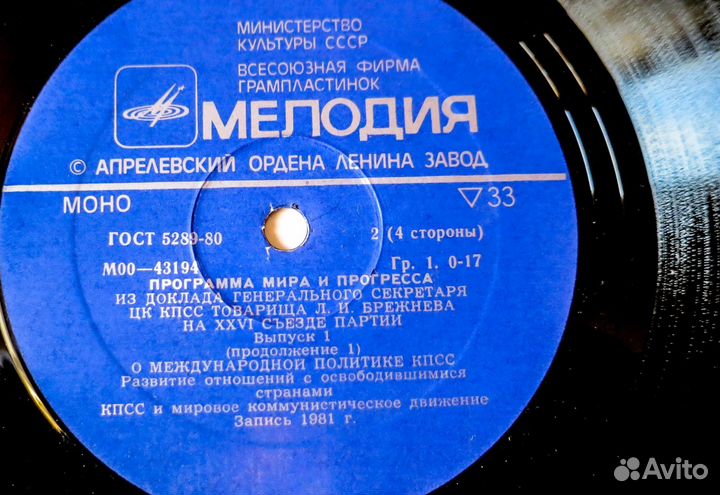 МИНИСТЕРСТВО
КУЛЬТУРЫ СССР
ВСЕСОЮЗНАЯ ФИРМА
ГРАМПЛАСТИНОК
МЕЛОДИЯ
© АПРЕЛЕВСКИЙ ОРДЕНА ЛЕНИНА ЗАВОД
МОНО ▽33
ГОСТ 5289-80 2 (4 стороны)
М00—43194 Гр. 1. 0-17
ПРОГРАММА МИРА И ПРОГРЕССА
ИЗ ДОКЛАДА ГЕНЕРАЛЬНОГО СЕКРЕТАРЯ
ЦК КПСС ТОВАРИЩА Л. И. БРЕЖНЕВА
НА XXVI СЪЕЗДЕ ПАРТИИ
Выпуск 1
(продолжение 1)
О МЕЖДУНАРОДНОЙ ПОЛИТИКЕ КПСС
Развитие отношений с освободившимися
странами
КПСС и мировое коммунистическое движение
Запись 1981 г.
Avito